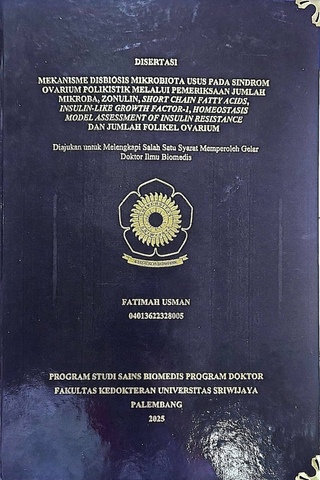 DISERTASI
MEKANISME DISBIOSIS MIKROBIOTA USUS PADA SINDROM
OVARIUM POLIKISTIK MELALUI PEMERIKSAAN JUMLAH
MIKROBA, ZONULIN, SHORT CHAIN FATTY ACIDS,
INSULIN-LIKE GROWTH FACTOR-1, HOMEOSTASIS
MODEL ASSESSMENT OF INSULIN RESISTANCE
DAN JUMLAH FOLIKEL OVARIUM
Diajukan untuk Melengkapi Salah Satu Syarat Memperoleh Gelar
Doktor Ilmu Biomedis
FATIMAH USMAN
04013622328005
PROGRAM STUDI SAINS BIOMEDIS PROGRAM DOKTOR
FAKULTAS KEDOKTERAN UNIVERSITAS SRIWIJAYA
PALEMBANG
2025